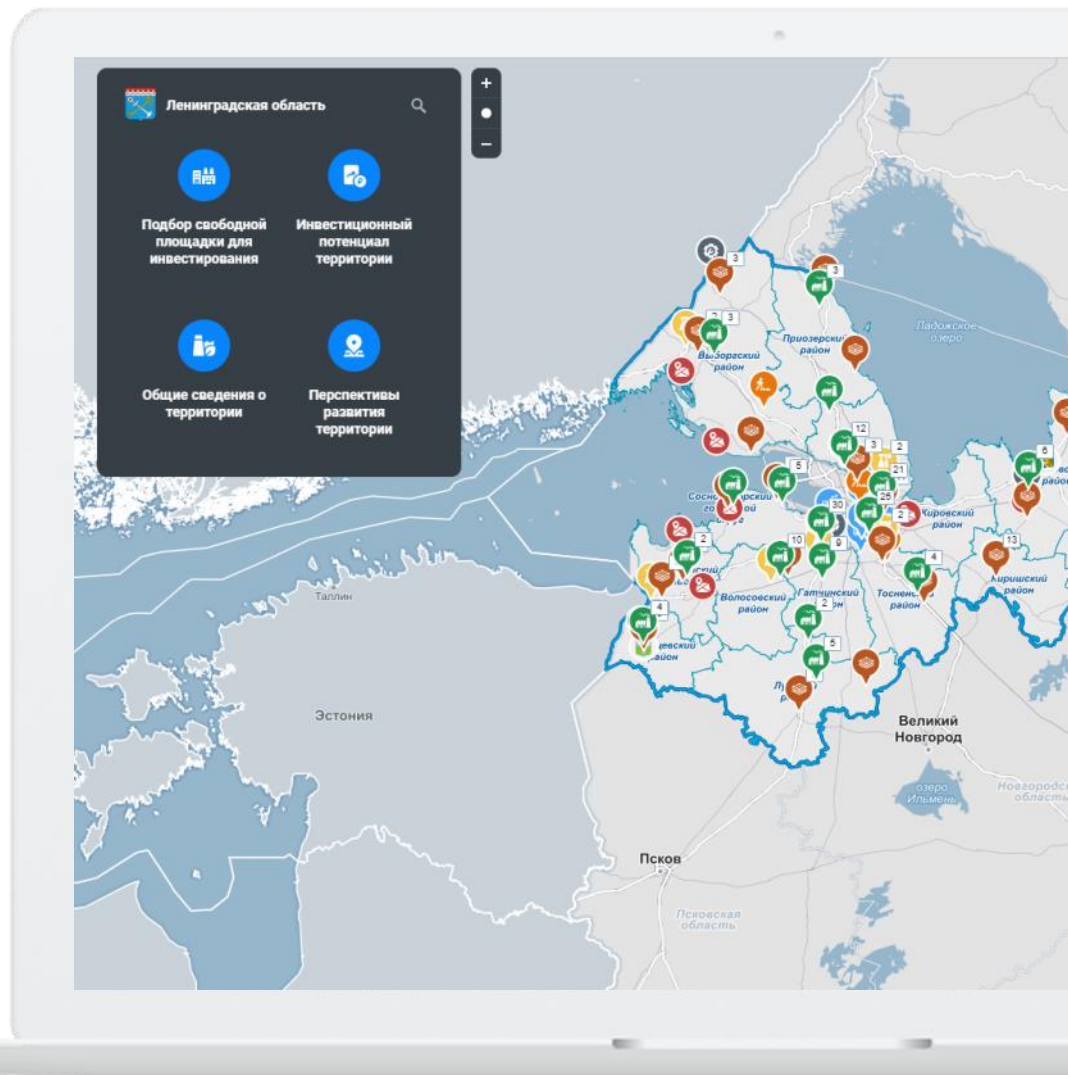 Ленинградская область
Подбор свободной
площадки для
инвестирования
Инвестиционный
потенциал
территории
Общие сведения о
территории
Перспективы
развития
территории
+
−
3
3
Ладожское
озеро
Приозерский
район
3
Выборгский
район
12
3
2
21
6
5
25
30
2
Кировский
район
2
10
9
4
13
Киришский
район
Волосовский
район
Гатчинский
Тосненский
район
Таллин
4
2
район
5
Эстония
Великий
Новгород
озеро
Ильмень
область
Псков
Псковская
область